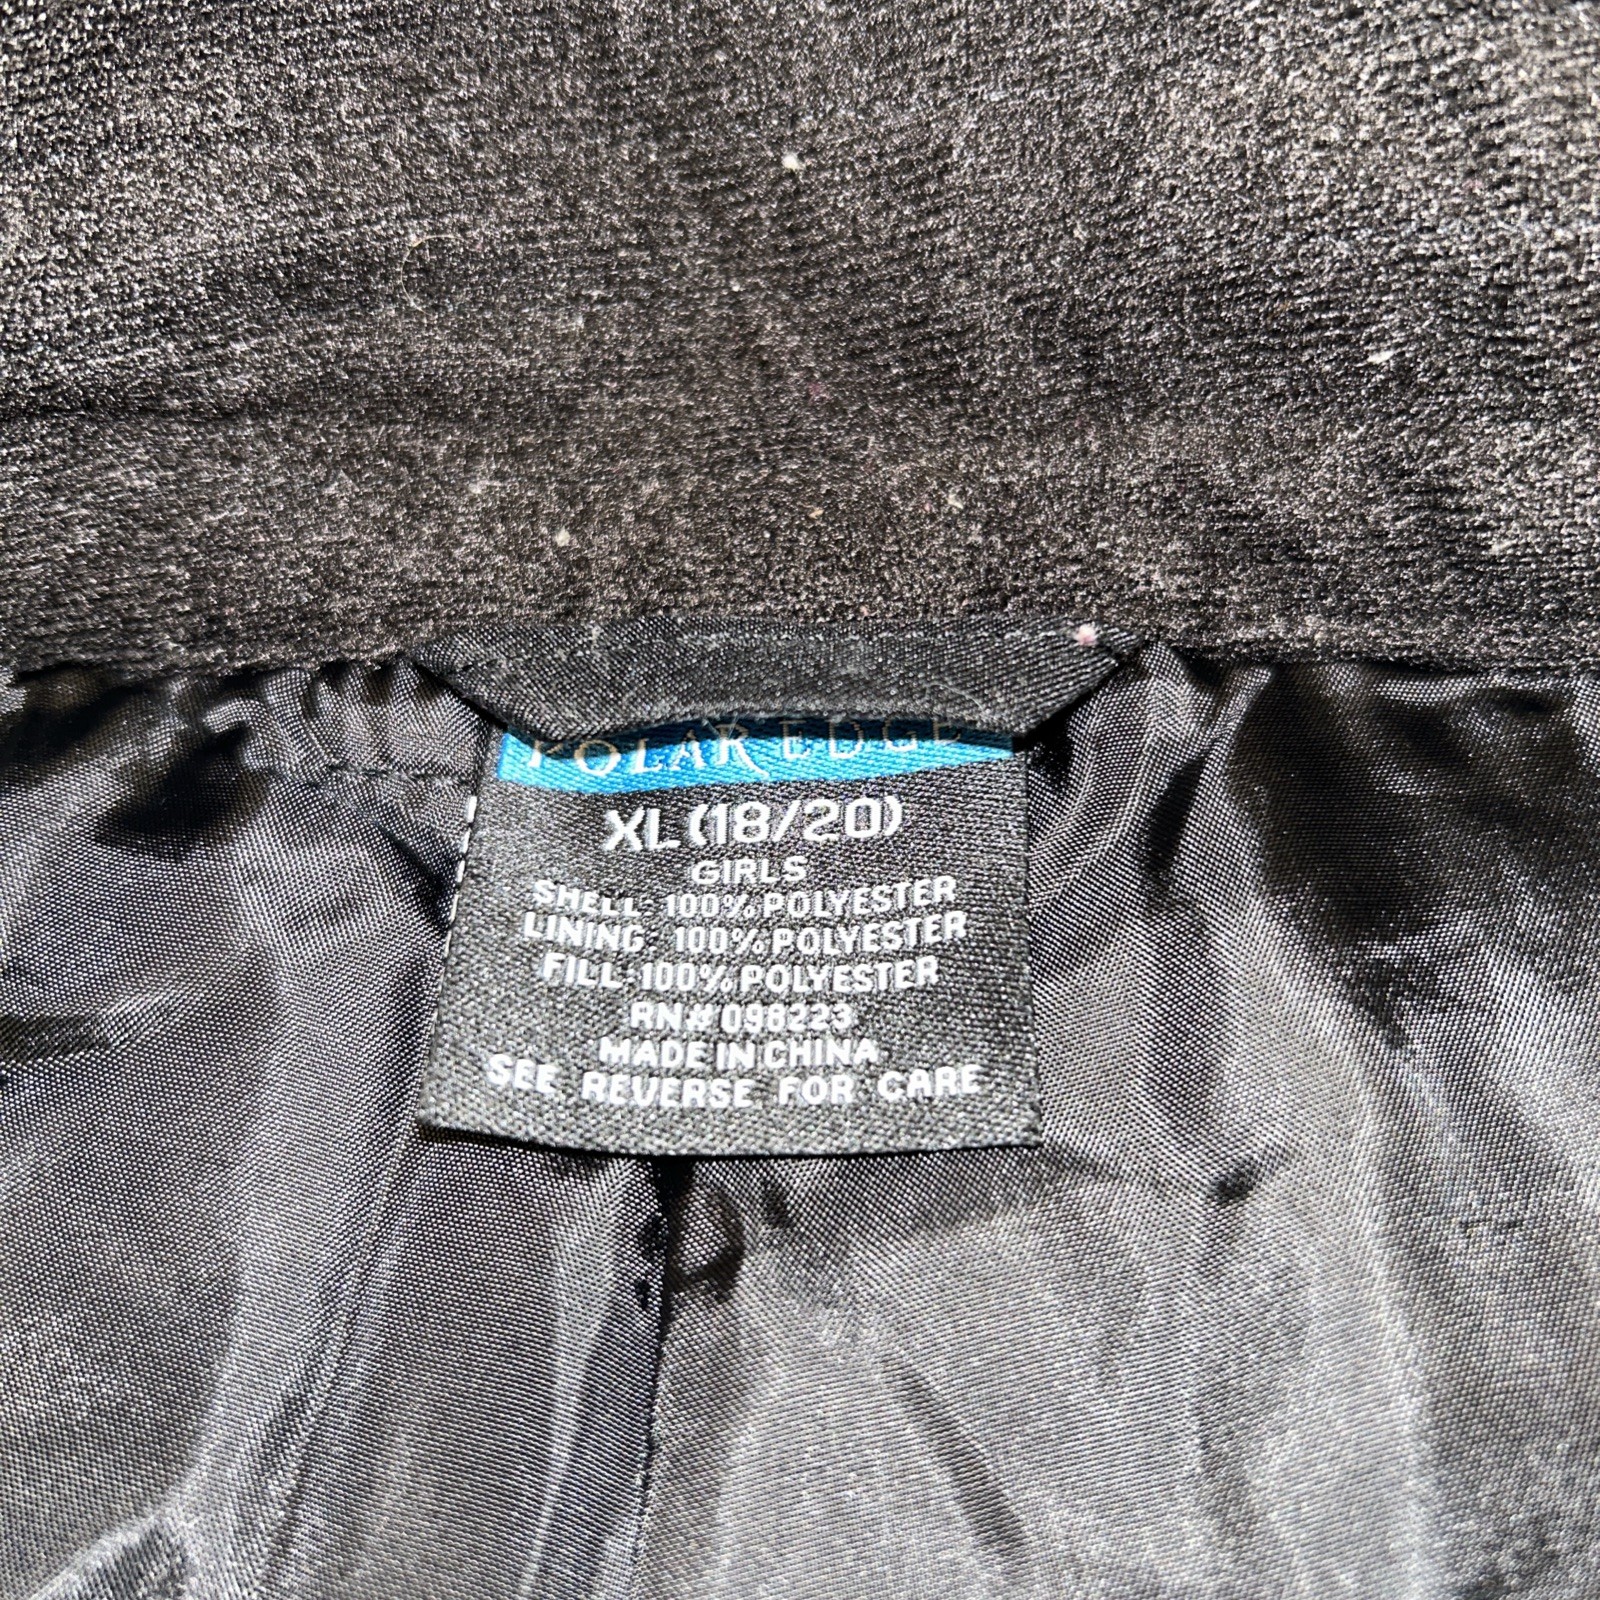 POLAR EDGE
XL (18/20)
GIRLS
SHELL: 100% POLYESTER
LINING: 100% POLYESTER
FILL: 100% POLYESTER
RN# 098223
MADE IN CHINA
SEE REVERSE FOR CARE